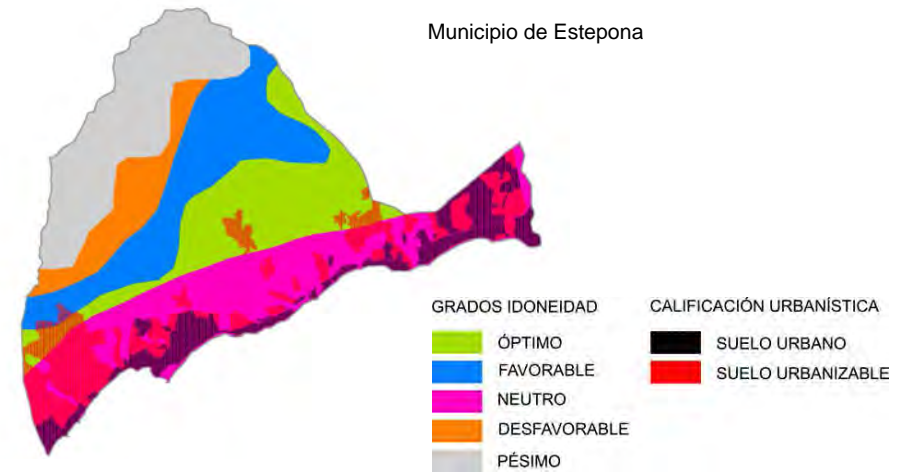 Municipio de Estepona
GRADOS IDONEIDAD
ÓPTIMO
FAVORABLE
NEUTRO
DESFAVORABLE
PÉSIMO
CALIFICACIÓN URBANÍSTICA
SUELO URBANO
SUELO URBANIZABLE